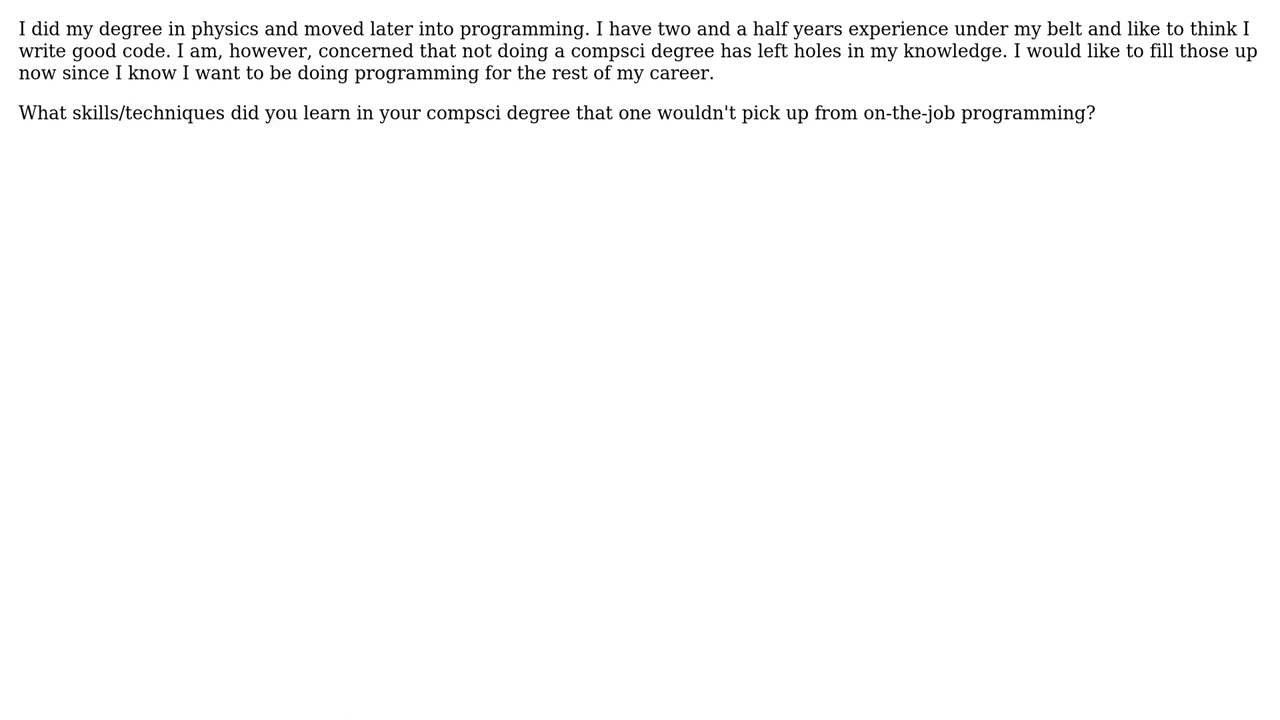 I did my degree in physics and moved later into programming. I have two and a half years experience under my belt and like to think I
write good code. I am, however, concerned that not doing a compsci degree has left holes in my knowledge. I would like to fill those up
now since I know I want to be doing programming for the rest of my career.
What skills/techniques did you learn in your compsci degree that one wouldn't pick up from on-the-job programming?